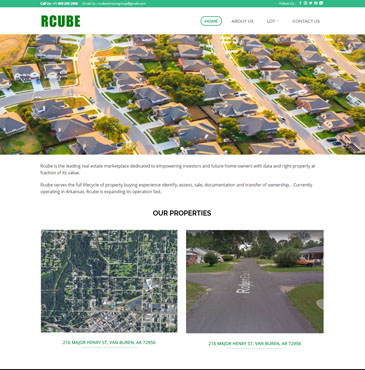 Follow Us:
RCUBE
HOME ABOUT US LOT CONTACT US
Rcube is the leading real estate marketplace dedicated to empowering investors and future home owners with data and right property at
fraction of its value.
Rcube serves the full lifecycle of property buying experience identify, assess, sale, documentation and transfer of ownership. Currently
operating in Arkansas, Rcube is expanding its operation fast.
OUR PROPERTIES
216 MAJOR HENRY ST, VAN BUREN, AR 72956
216 MAJOR HENRY ST, VAN BUREN, AR 72956